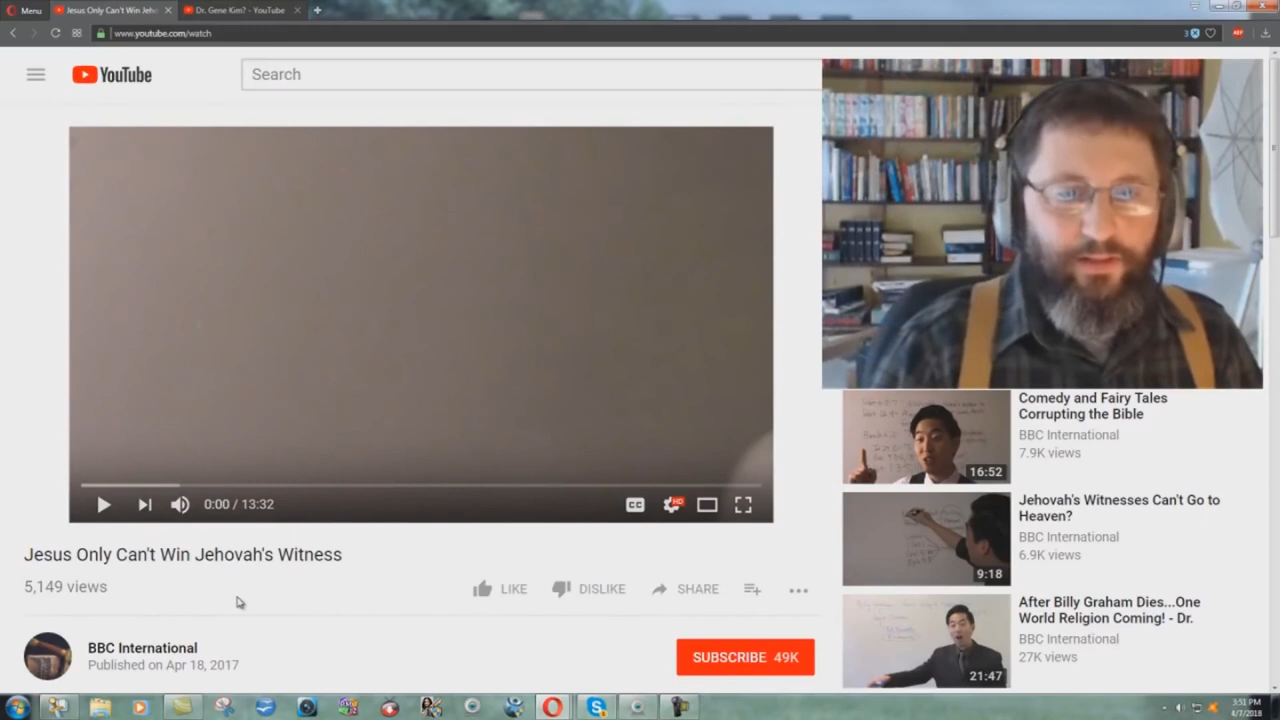 Menu
Jesus Only Can't Win Jeho
Dr. Gene Kim? - YouTube
www.youtube.com/watch
3
ABP
YouTube
Search
0:00 / 13:32
CC
HD
Jesus Only Can't Win Jehovah's Witness
5,149 views
LIKE
DISLIKE
SHARE
BBC International
Published on Apr 18, 2017
SUBSCRIBE 49K
Comedy and Fairy Tales
Corrupting the Bible
BBC International
7.9K views
16:52
Jehovah's Witnesses Can't Go to
Heaven?
BBC International
6.9K views
9:18
After Billy Graham Dies...One
World Religion Coming! - Dr.
BBC International
27K views
21:47
3:51 PM
4/7/2018